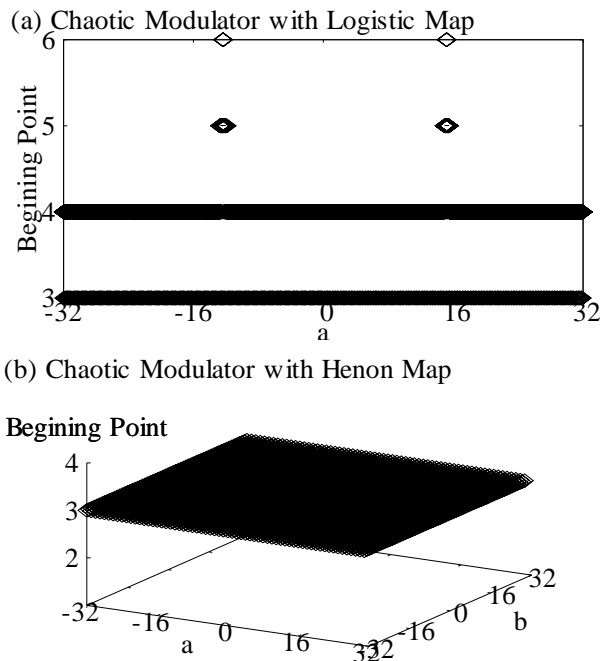 (a) Chaotic Modulator with Logistic Map
6
5
4
3
Begining Point
-32 -16 0 16 32
a
(b) Chaotic Modulator with Henon Map
Begining Point
4
3
2
-32 -16 0 16 32
a
-32 -16 0 16 32
b